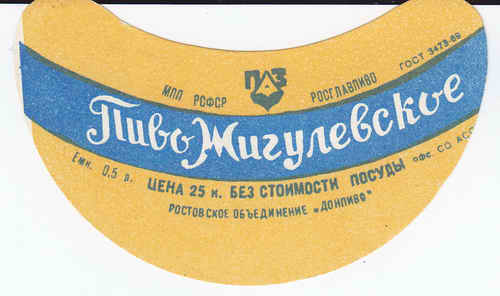 МПП РСФСР ПДЗ РОСГЛАВПИВО ГОСТ 3473-69
Пиво Жигулевское
Емк. 0,5 л. ЦЕНА 25 к. БЕЗ СТОИМОСТИ ПОСУДЫ
РОСТОВСКОЕ ОБЪЕДИНЕНИЕ „ДОНПИВО"